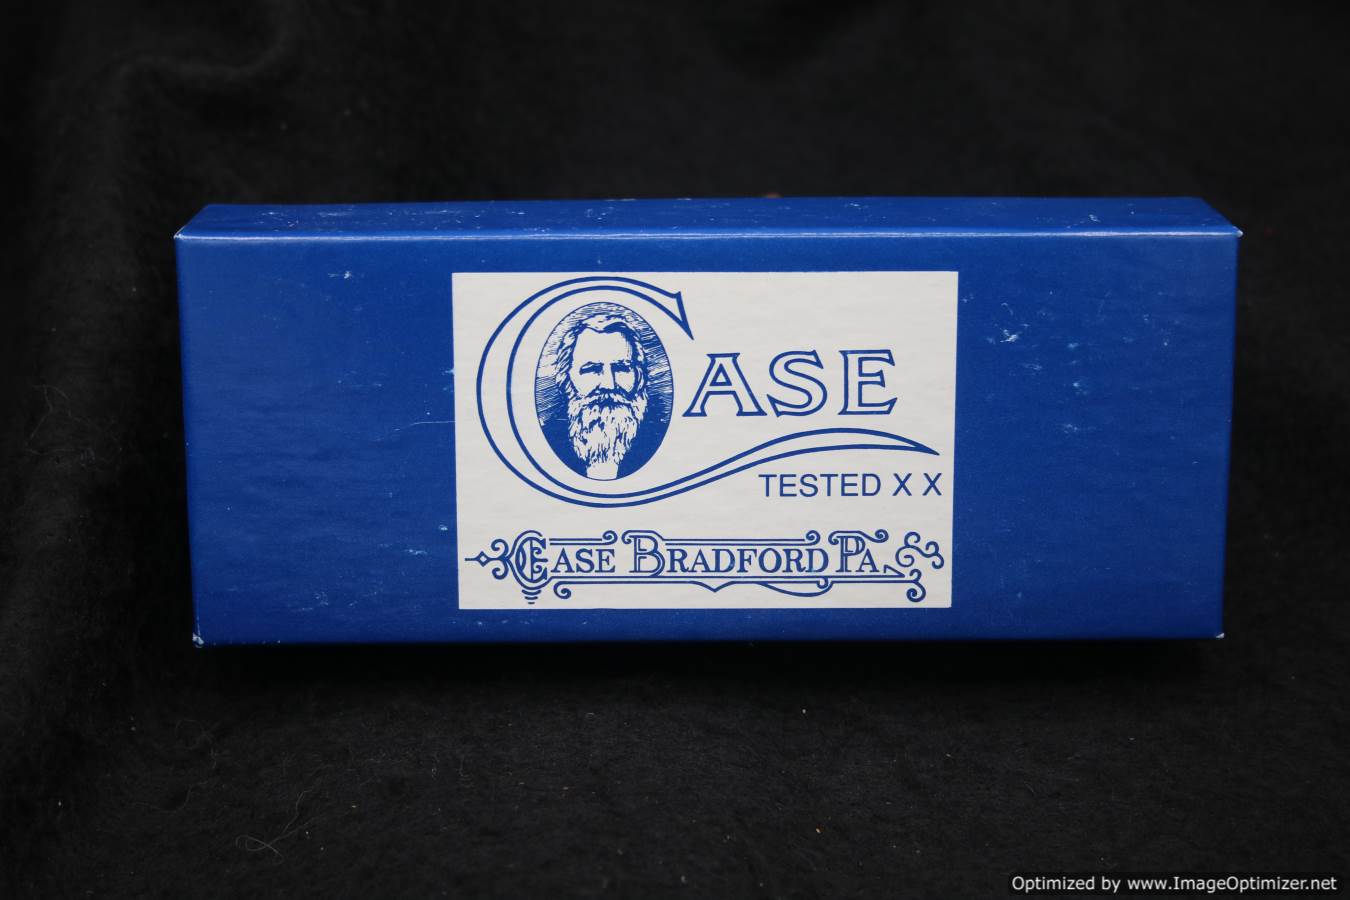 CASE
TESTED X X
CASE BRADFORD PA.
Optimized by www.ImageOptimizer.net